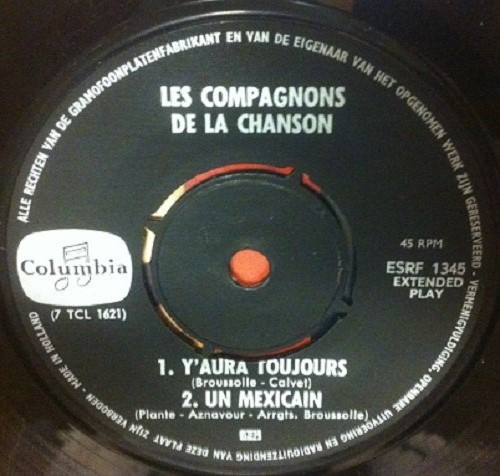 ALLE RECHTEN VAN DE GRAMOFOONPLATENFABRIKANT EN VAN DE EIGENAAR VAN HET OPGENOMEN WERK ZIJN GERESERVEERD - VERMENIGVULDIGING, OPENBARE UITVOERING EN RADIOUITZENDING VAN DEZE PLAAT ZIJN VERBODEN - MADE IN HOLLAND
LES COMPAGNONS
DE LA CHANSON
Columbia
(7 TCL 1621)
45 RPM
ESRF 1345
EXTENDED
PLAY
1. Y'AURA TOUJOURS
(Broussolle - Calvet)
2. UN MEXICAIN
(Plante - Aznavour - Arrgts. Broussolle)